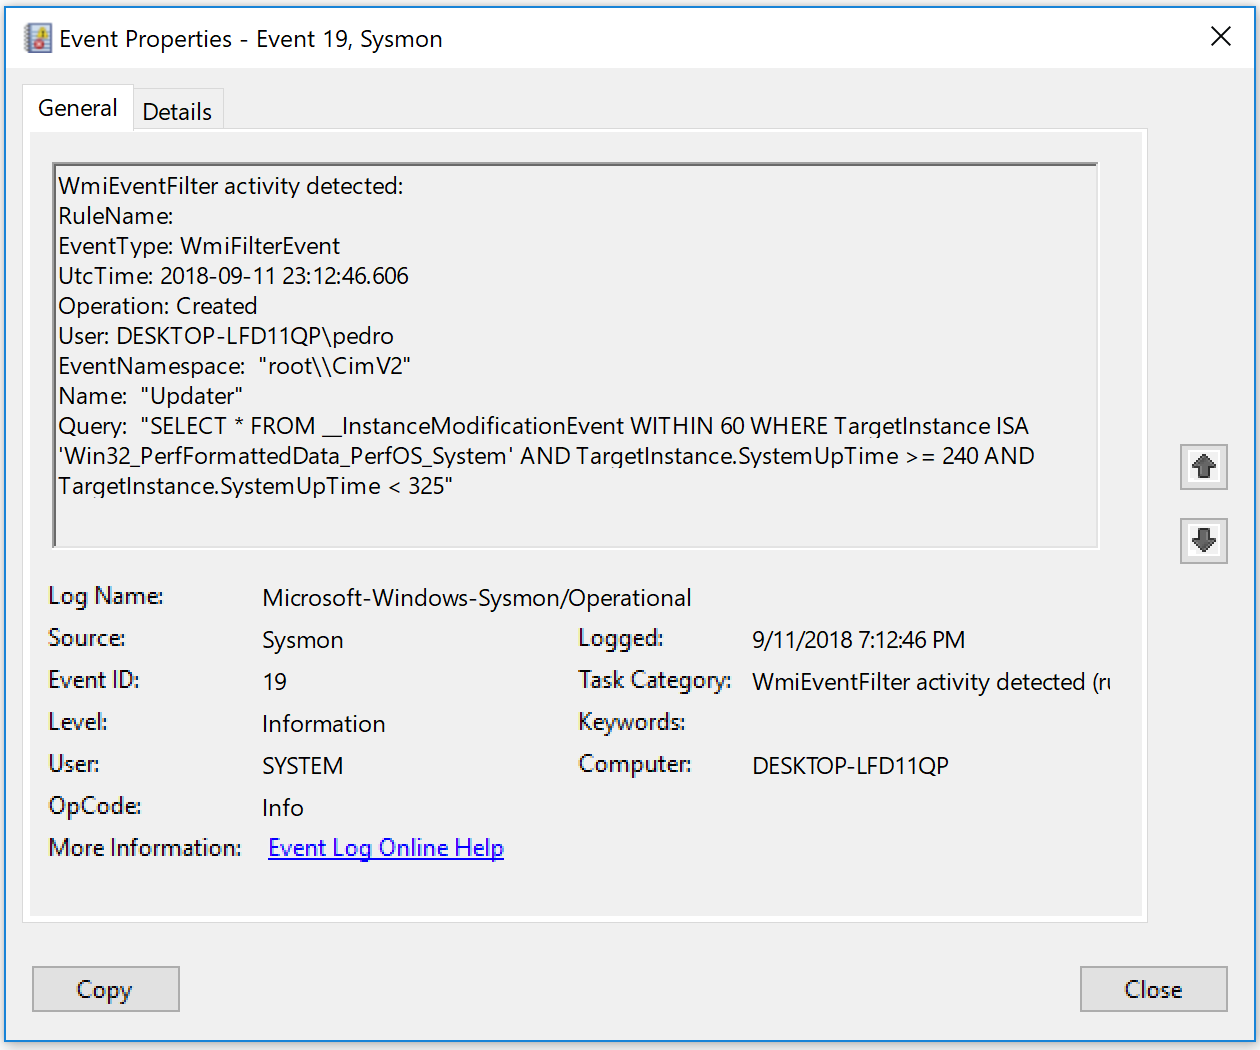 Event Properties - Event 19, Sysmon
General
Details
WmiEventFilter activity detected:
RuleName:
EventType: WmiFilterEvent
UtcTime: 2018-09-11 23:12:46.606
Operation: Created
User: DESKTOP-LFD11QP\pedro
EventNamespace:  "root\\CimV2"
Name:  "Updater"
Query:  "SELECT * FROM __InstanceModificationEvent WITHIN 60 WHERE TargetInstance ISA
'Win32_PerfFormattedData_PerfOS_System' AND TargetInstance.SystemUpTime >= 240 AND
TargetInstance.SystemUpTime < 325"
Log Name: Microsoft-Windows-Sysmon/Operational
Source: Sysmon Logged: 9/11/2018 7:12:46 PM
Event ID: 19 Task Category: WmiEventFilter activity detected (ru
Level: Information Keywords:
User: SYSTEM Computer: DESKTOP-LFD11QP
OpCode: Info
More Information: Event Log Online Help
Copy
Close